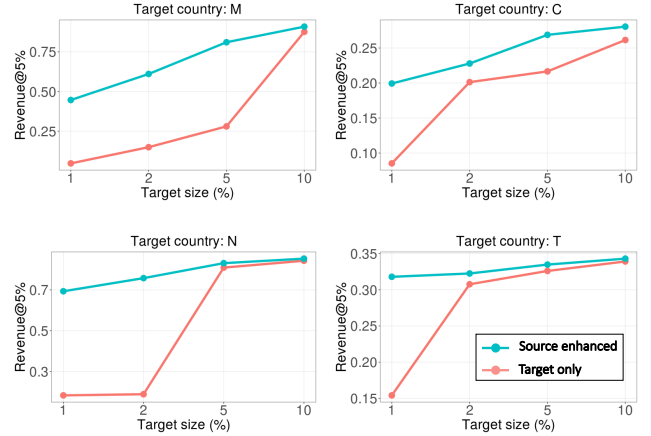 Target country: M
Revenue@5%
0.75
0.50
0.25
1 2 5 10
Target size (%)
Target country: C
Revenue@5%
0.25
0.20
0.15
0.10
1 2 5 10
Target size (%)
Target country: N
Revenue@5%
0.7
0.5
0.3
1 2 5 10
Target size (%)
Target country: T
Revenue@5%
0.35
0.30
0.25
0.20
0.15
1 2 5 10
Target size (%)
Source enhanced
Target only